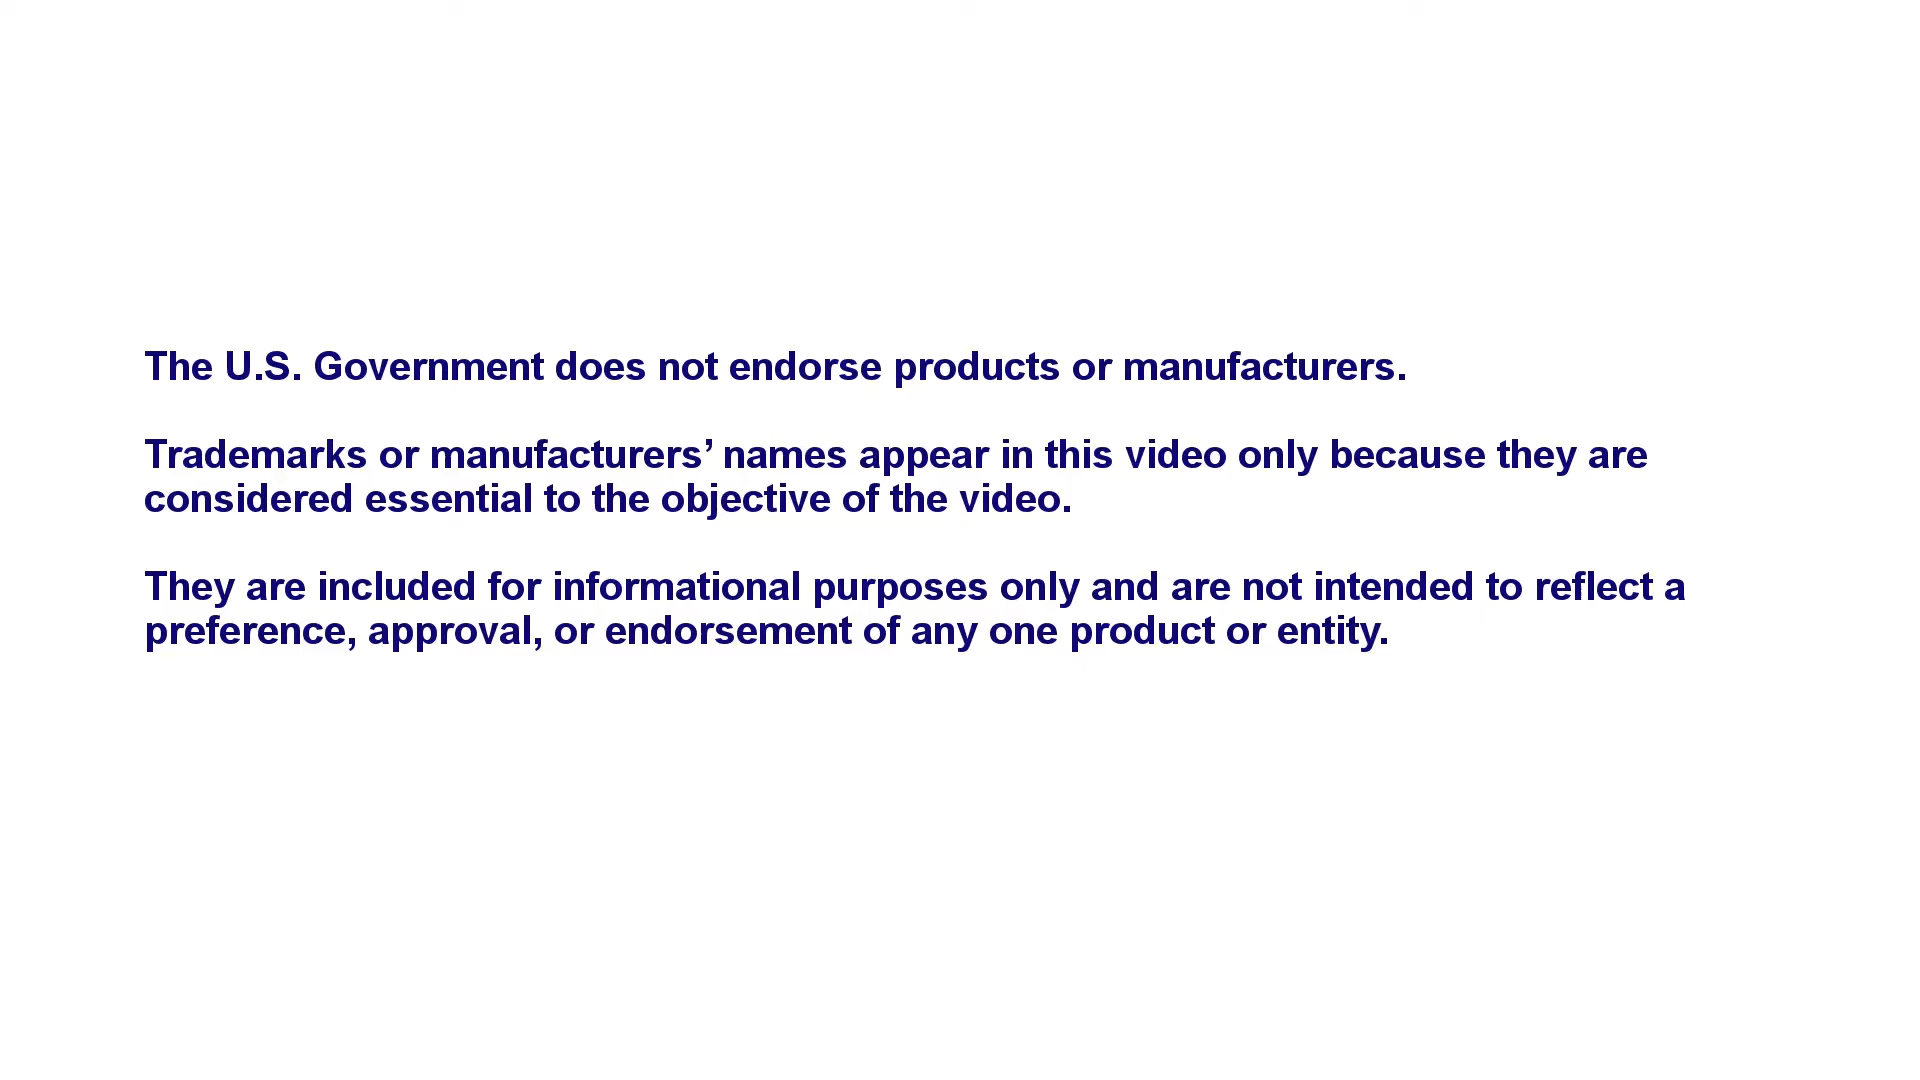 The U.S. Government does not endorse products or manufacturers.
Trademarks or manufacturers’ names appear in this video only because they are
considered essential to the objective of the video.
They are included for informational purposes only and are not intended to reflect a
preference, approval, or endorsement of any one product or entity.